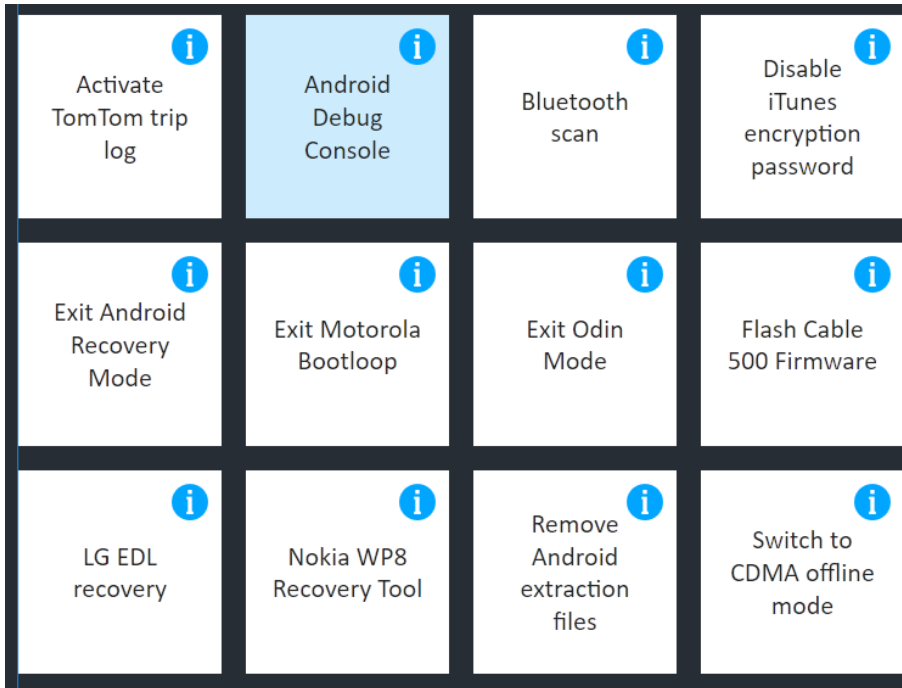 Activate
TomTom trip
log
Android
Debug
Console
Bluetooth
scan
Disable
iTunes
encryption
password
Exit Android
Recovery
Mode
Exit Motorola
Bootloop
Exit Odin
Mode
Flash Cable
500 Firmware
LG EDL
recovery
Nokia WP8
Recovery Tool
Remove
Android
extraction
files
Switch to
CDMA offline
mode